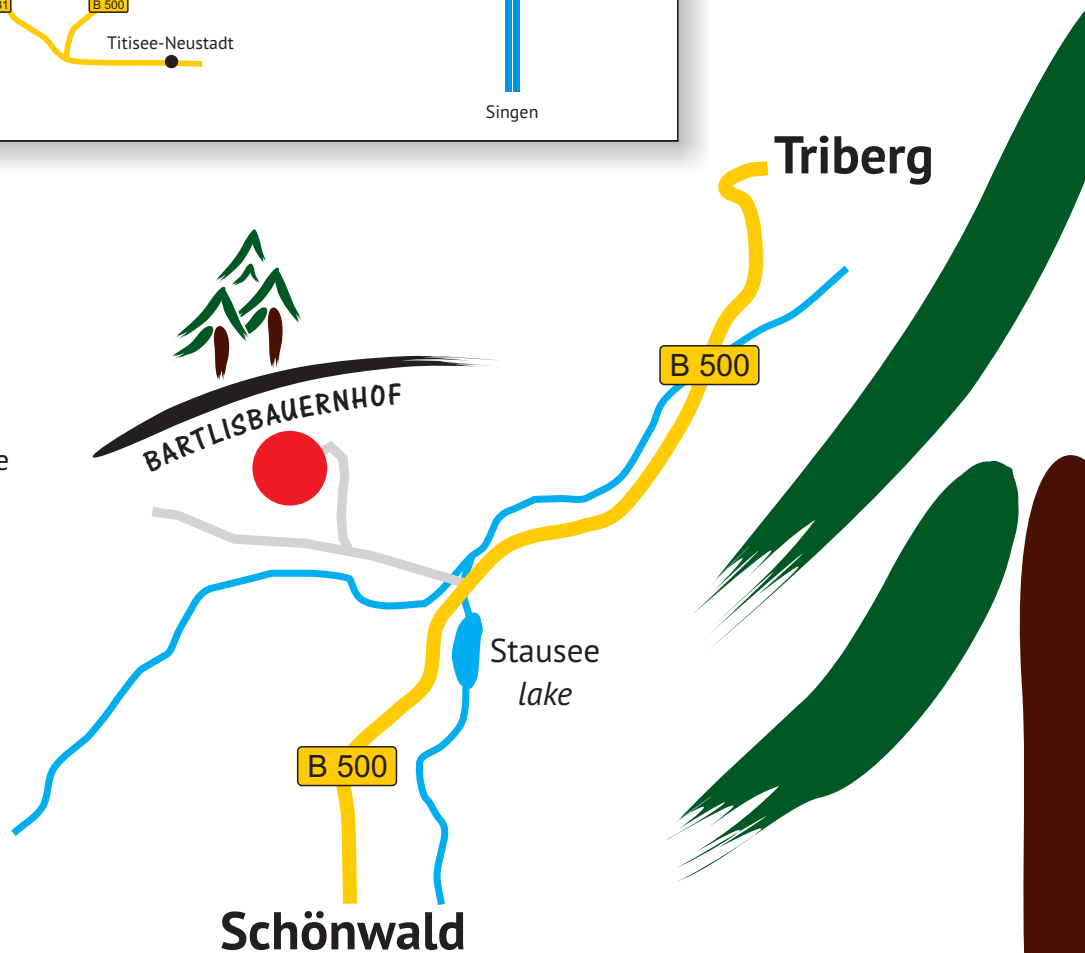 B 500
Titisee-Neustadt
Singen
Triberg
B 500
BARTLISBAUERNHOF
Stausee
lake
B 500
Schönwald